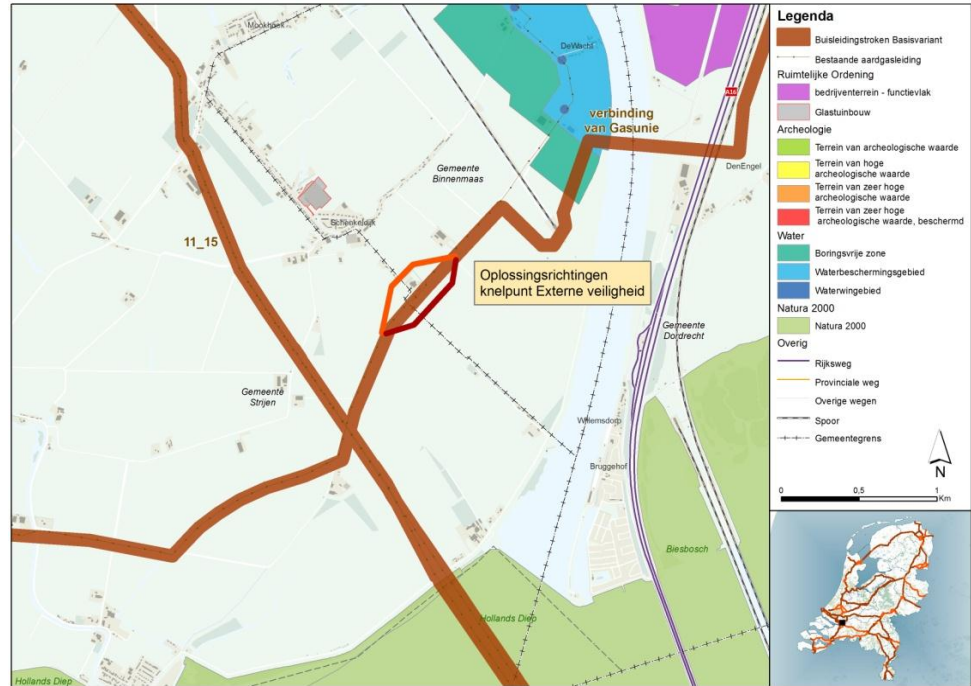 Mookhoek
DeWacht
A16
verbinding
van Gasunie
Gemeente
Binnenmaas
DenEngel
Schenkeldijk
11_15
Oplossingsrichtingen
knelpunt Externe veiligheid
Gemeente
Dordrecht
Gemeente
Strijen
Willemsdorp
Bruggehof
Biesbosch
Hollands Diep
Hollands Diep
Legenda
Buisleidingstroken Basisvariant
Bestaande aardgasleiding
Ruimtelijke Ordening
bedrijventerrein - functievlak
Glastuinbouw
Archeologie
Terrein van archeologische waarde
Terrein van hoge
archeologische waarde
Terrein van zeer hoge
archeologische waarde
Terrein van zeer hoge
archeologische waarde, beschermd
Water
Boringsvrije zone
Waterbeschermingsgebied
Waterwingebied
Natura 2000
Natura 2000
Overig
Rijksweg
Provinciale weg
Overige wegen
Spoor
Gemeentegrens
N
0 0,5 1
Km